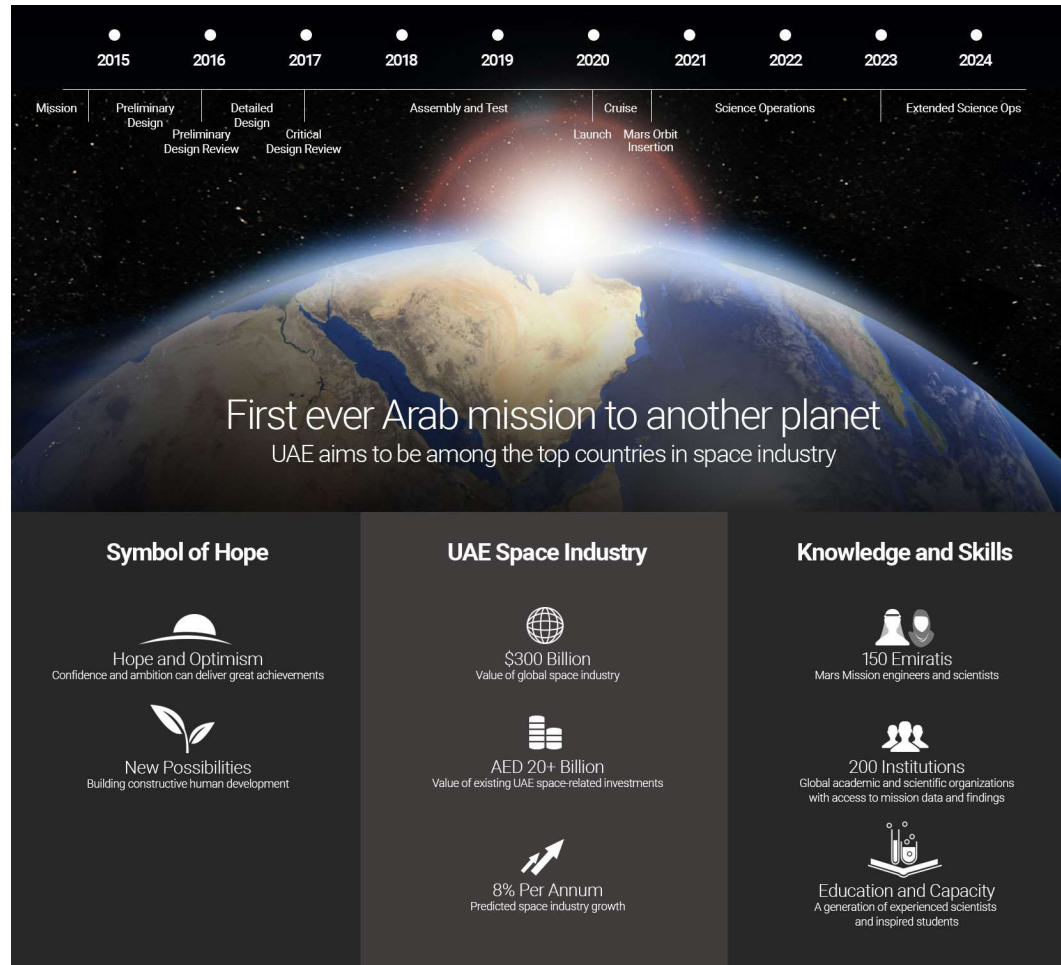 2015 2016 2017 2018 2019 2020 2021 2022 2023 2024
Mission Preliminary Detailed Assembly and Test Cruise Science Operations Extended Science Ops
Design Design
Preliminary Critical Launch Mars Orbit
Design Review Design Review Insertion
First ever Arab mission to another planet
UAE aims to be among the top countries in space industry
Symbol of Hope
Hope and Optimism
Confidence and ambition can deliver great achievements
New Possibilities
Building constructive human development
UAE Space Industry
$300 Billion
Value of global space industry
AED 20+ Billion
Value of existing UAE space-related investments
8% Per Annum
Predicted space industry growth
Knowledge and Skills
150 Emiratis
Mars Mission engineers and scientists
200 Institutions
Global academic and scientific organizations
with access to mission data and findings
Education and Capacity
A generation of experienced scientists
and inspired students